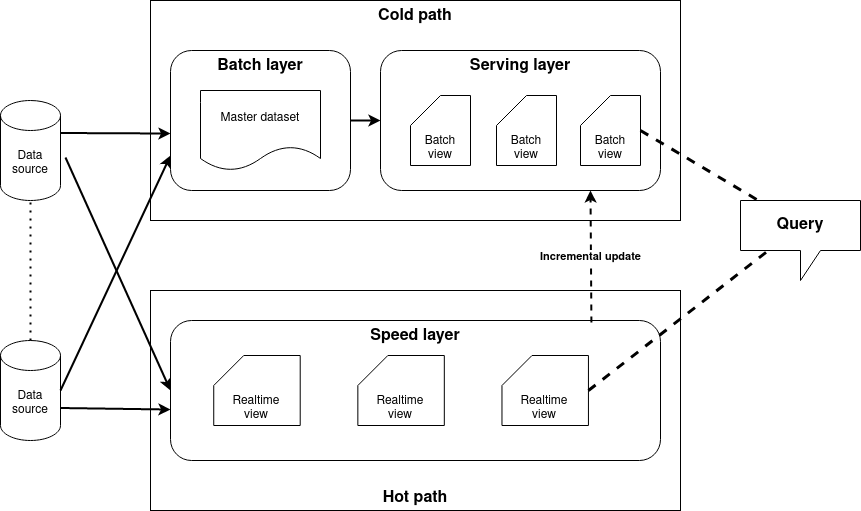 Cold path
Batch layer
Serving layer
Master dataset
Batch
view
Batch
view
Batch
view
Data
source
Query
Incremental update
Speed layer
Data
source
Realtime
view
Realtime
view
Realtime
view
Hot path